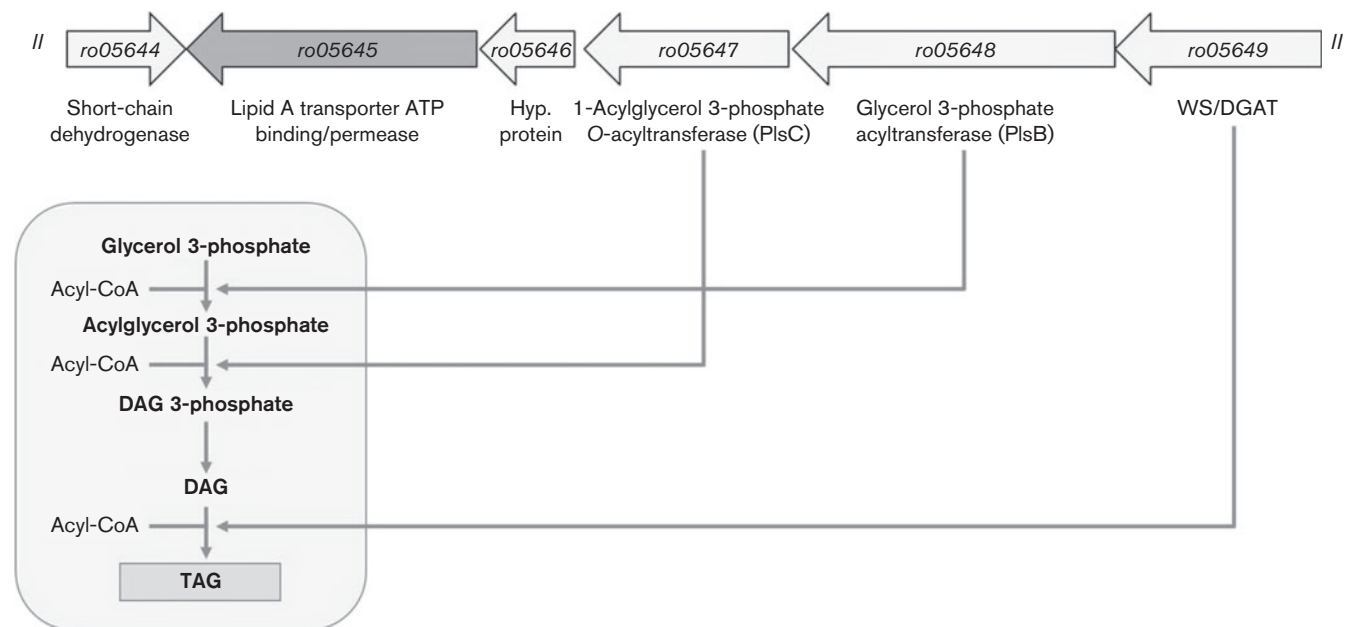 // ro05644 ro05645 ro05646 ro05647 ro05648 ro05649 //
Short-chain
dehydrogenase
Lipid A transporter ATP
binding/permease
Hyp.
protein
1-Acylglycerol 3-phosphate
O-acyltransferase (PlsC)
Glycerol 3-phosphate
acyltransferase (PlsB)
WS/DGAT
Glycerol 3-phosphate
Acyl-CoA
Acylglycerol 3-phosphate
Acyl-CoA
DAG 3-phosphate
DAG
Acyl-CoA
TAG